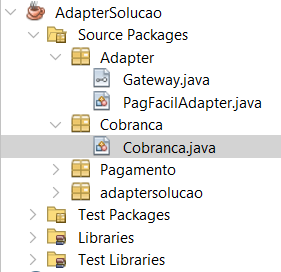 AdapterSolucao
Source Packages
Adapter
Gateway.java
PagFacilAdapter.java
Cobranca
Cobranca.java
Pagamento
adaptersolucao
Test Packages
Libraries
Test Libraries